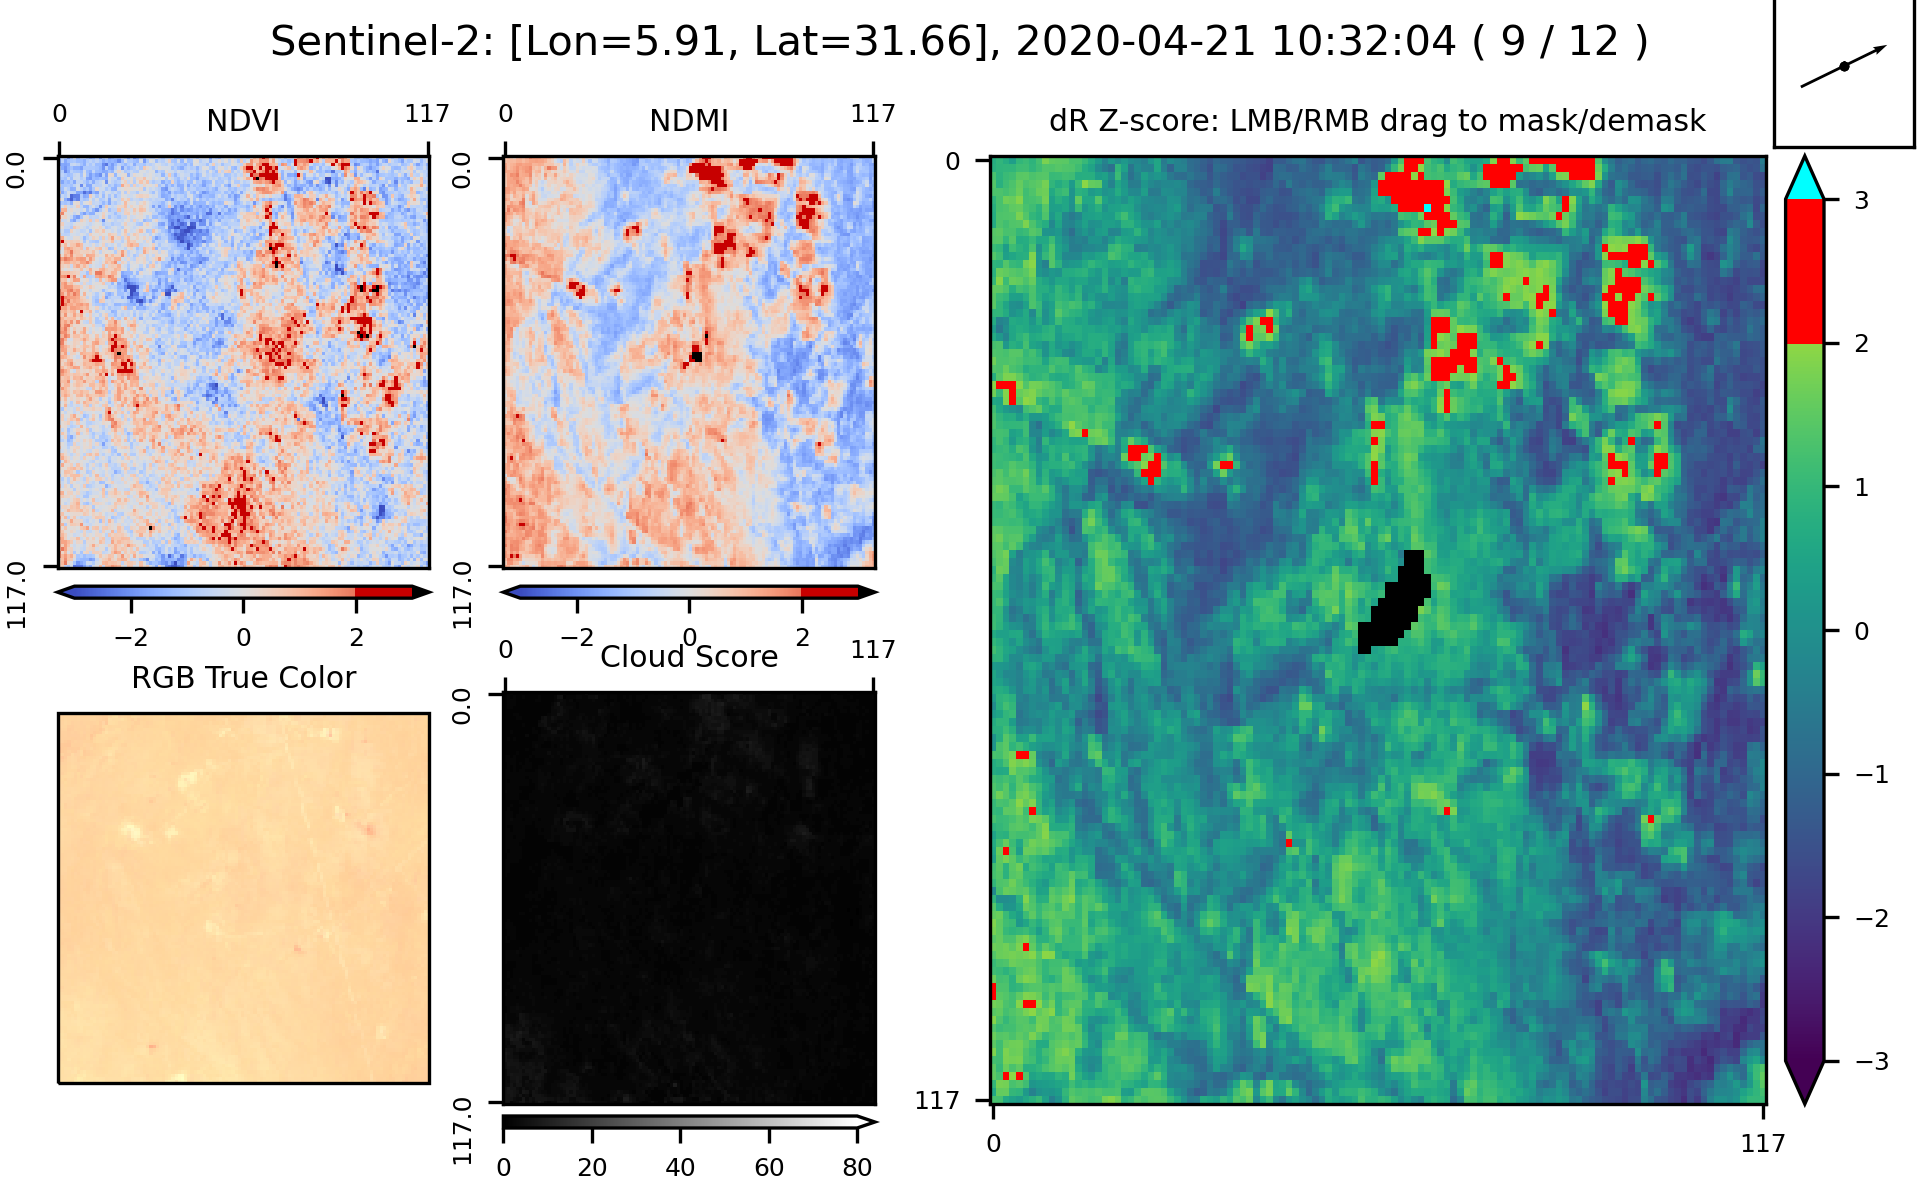 Sentinel-2: [Lon=5.91, Lat=31.66], 2020-04-21 10:32:04 ( 9 / 12 )
0 NDVI 117
0.0
117.0
−2 0 2
0 NDMI 117
0.0
117.0
−2 0 2
dR Z-score: LMB/RMB drag to mask/demask
0
117
0 117
3
2
1
0
−1
−2
−3
RGB True Color
0 Cloud Score 117
0.0
117.0
0 20 40 60 80